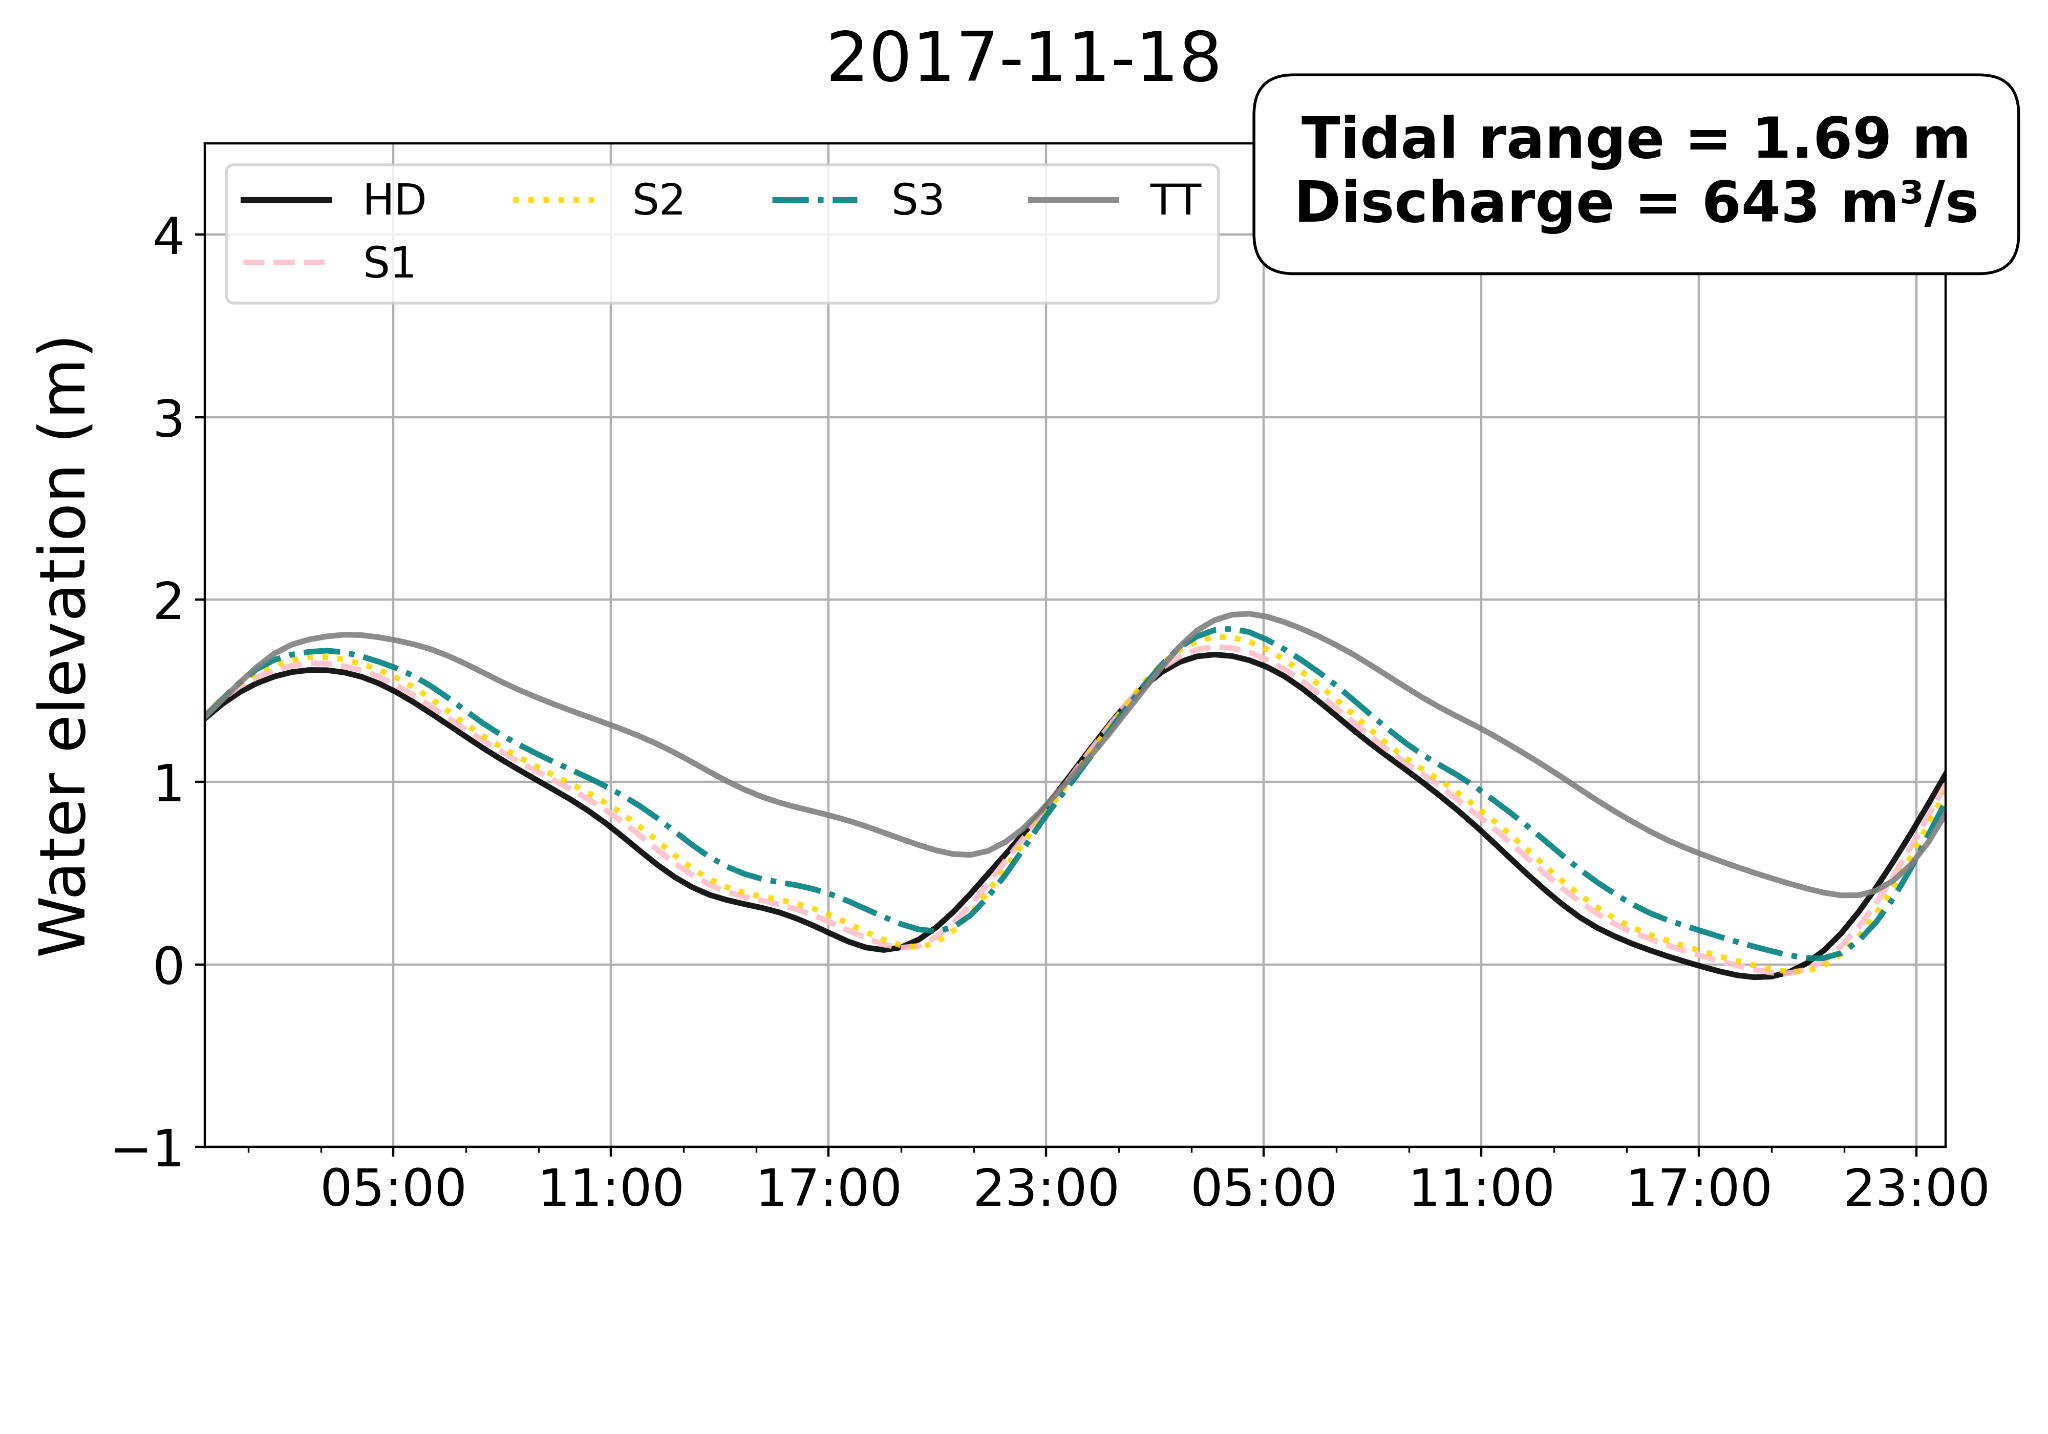 2017-11-18
Tidal range = 1.69 m
Discharge = 643 m³/s
HD S2 S3 TT
S1
Water elevation (m)
4
3
2
1
0
−1
05:00 11:00 17:00 23:00 05:00 11:00 17:00 23:00